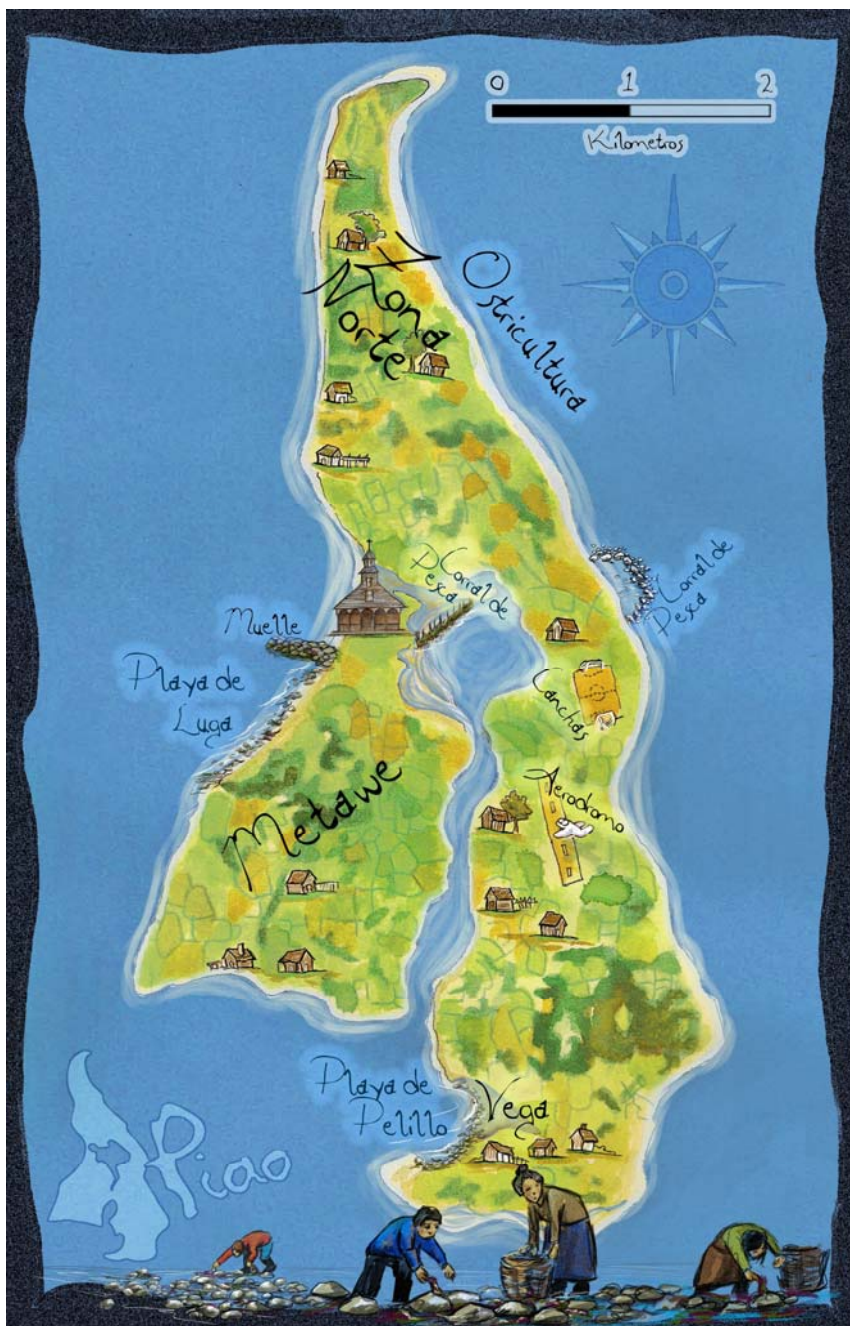 0 1 2
Kilometros
Zona
Norte
Ostricultura
Corral de
Pesca
Corral de
Pesca
Muelle
Playa de
Luga
Canchas
Aerodromo
Metawe
Playa de
Pelillo
Vega
APiao